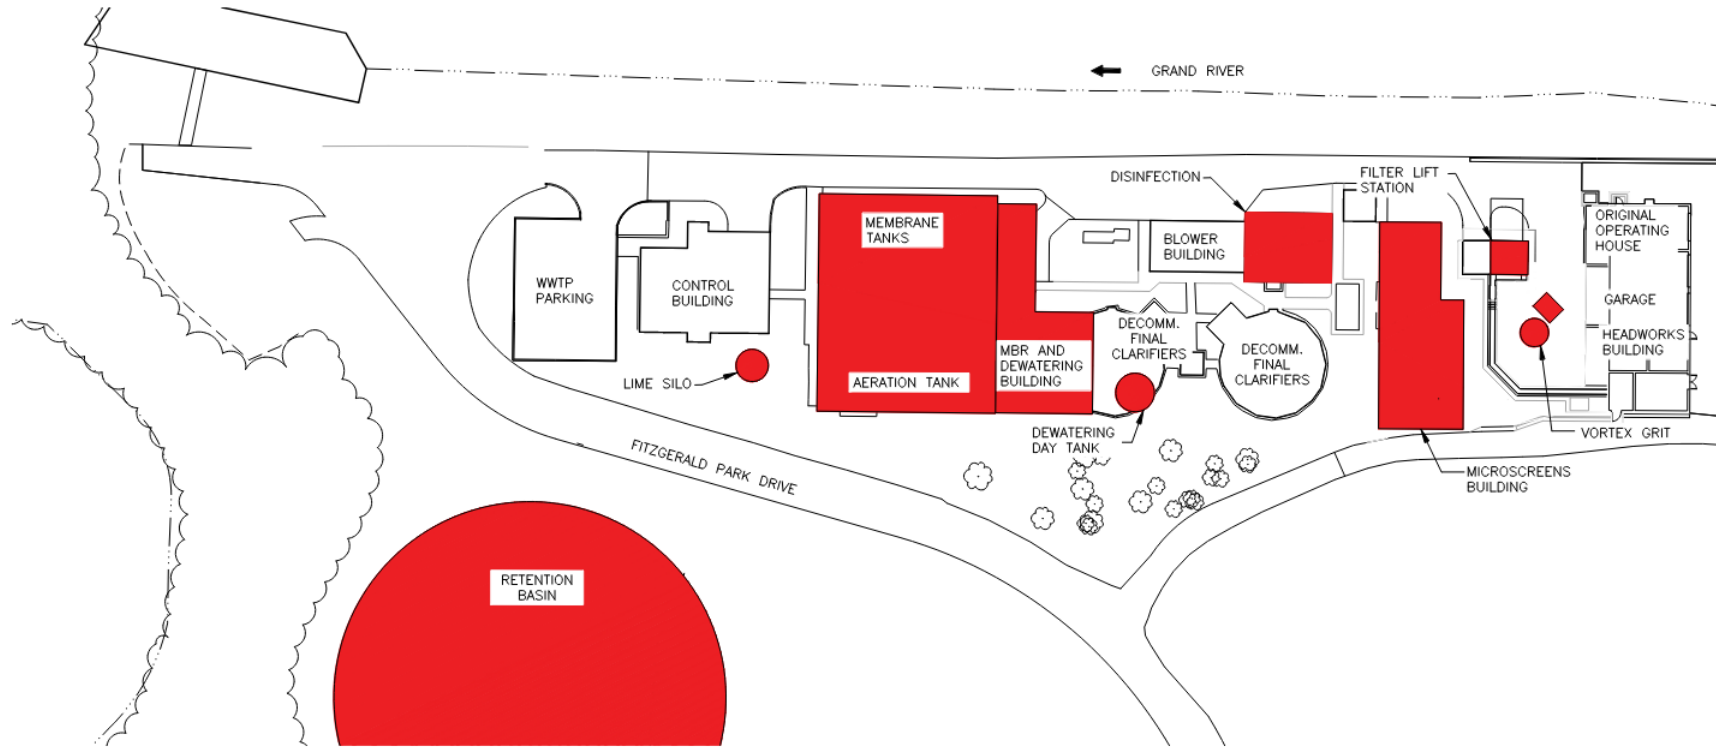 GRAND RIVER
DISINFECTION
FILTER LIFT
STATION
MEMBRANE
TANKS
ORIGINAL
OPERATING
HOUSE
BLOWER
BUILDING
WWTP
PARKING
CONTROL
BUILDING
GARAGE
DECOMM.
FINAL
CLARIFIERS
HEADWORKS
BUILDING
MBR AND
DEWATERING
BUILDING
DECOMM.
FINAL
CLARIFIERS
LIME SILO
AERATION TANK
DEWATERING
DAY TANK
VORTEX GRIT
FITZGERALD PARK DRIVE
MICROSCREENS
BUILDING
RETENTION
BASIN